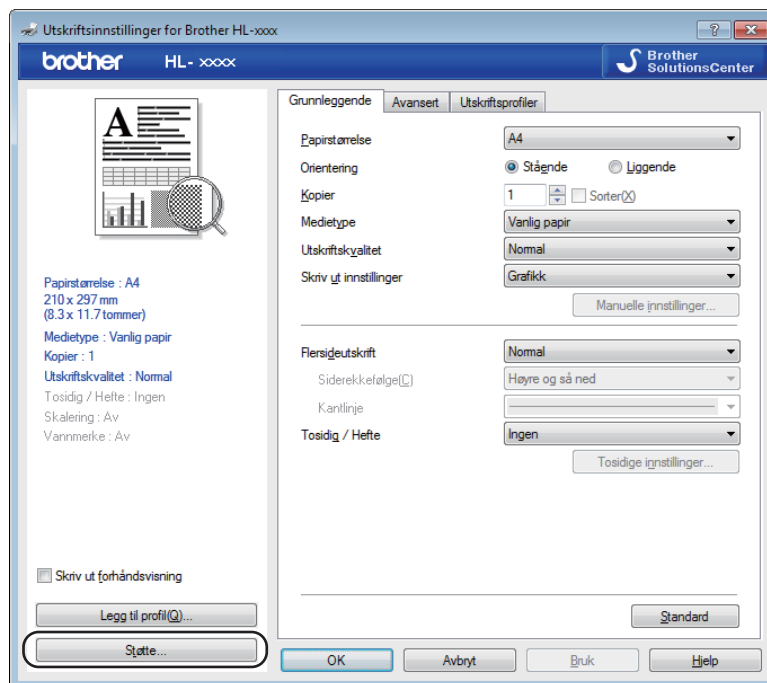 Utskriftsinnstillinger for Brother HL-xxxx
brother HL- xxxx
Brother
SolutionsCenter
A
Papirstørrelse : A4
210 x 297 mm
(8.3 x 11.7 tommer)
Medietype : Vanlig papir
Kopier : 1
Utskriftskvalitet : Normal
Tosidig / Hefte : Ingen
Skalering : Av
Vannmerke : Av
Skriv ut forhåndsvisning
Legg til profil(Q)...
Støtte...
Grunnleggende Avansert Utskriftsprofiler
Papirstørrelse A4
Orientering Stående Liggende
Kopier 1 Sorter(X)
Medietype Vanlig papir
Utskriftskvalitet Normal
Skriv ut innstillinger Grafikk
Manuelle innstillinger...
Flersideutskrift Normal
Siderekkefølge(C) Høyre og så ned
Kantlinje
Tosidig / Hefte Ingen
Tosidige innstillinger...
Standard
OK Avbryt Bruk Hjelp